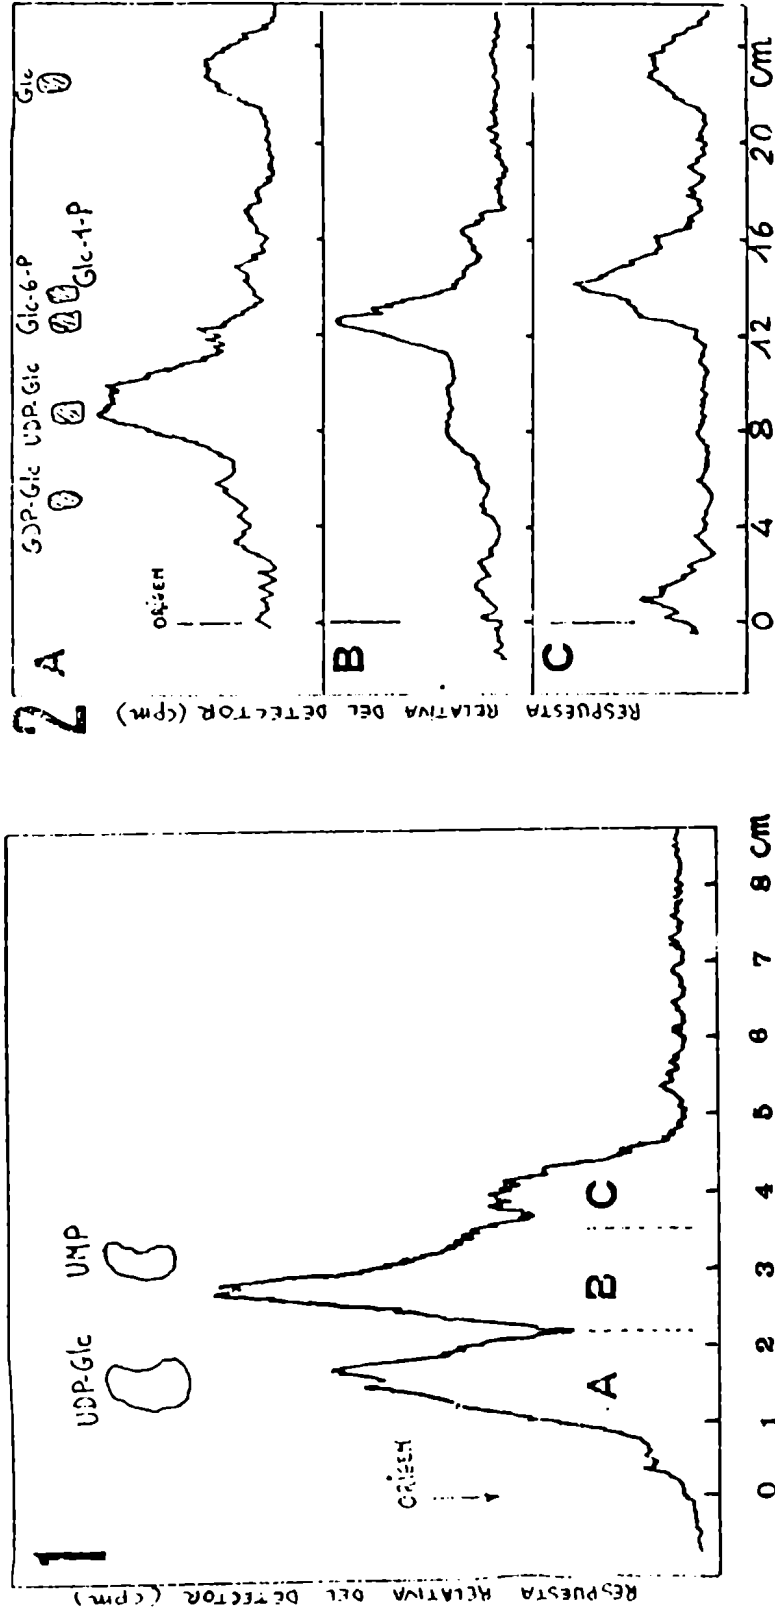 1
UDP-Glc UMP
ORÍGEN
A B C
0 1 2 3 4 5 6 7 8 cm
RESPUESTA RELATIVA DEL DETECTOR (cpm)
2
A
GDP-Glc UDP-Glc Glc-6-P Glc-1-P Glc
ORÍGEN
B
C
0 4 8 12 16 20 cm
RESPUESTA RELATIVA DEL DETECTOR (cpm)